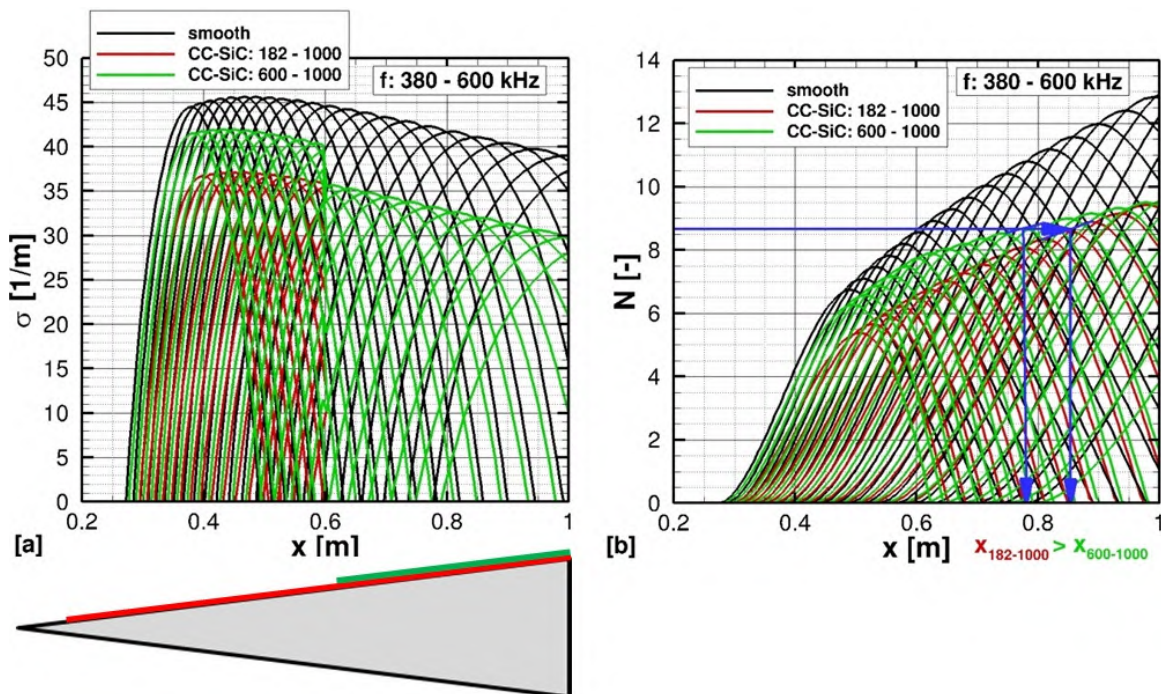 smooth
CC-SiC: 182 - 1000
CC-SiC: 600 - 1000
f: 380 - 600 kHz
50
45
40
35
30
25
20
15
10
5
0
σ [1/m]
0.2 0.4 0.6 0.8 1
x [m]
[a]
smooth
CC-SiC: 182 - 1000
CC-SiC: 600 - 1000
f: 380 - 600 kHz
14
12
10
8
6
4
2
0
N [-]
0.2 0.4 0.6 0.8 1
[b]
x [m]
x182-1000 > x600-1000